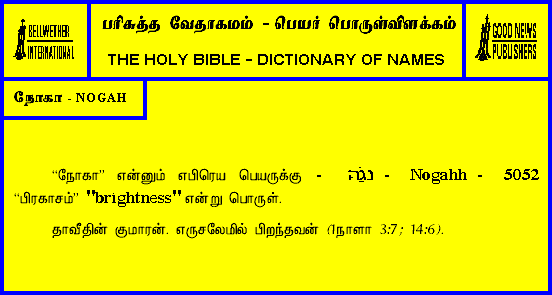 BELLWETHER
INTERNATIONAL
பரிசுத்த வேதாகமம் - பெயர் பொருள்விளக்கம்
THE HOLY BIBLE - DICTIONARY OF NAMES
GOOD NEWS
PUBLISHERS
நோகா - NOGAH
“நோகா” என்னும் எபிரெய பெயருக்கு - נֹגַהּ - Nogahh - 5052
“பிரகாசம்” "brightness" என்று பொருள்.
தாவீதின் குமாரன். எருசலேமில் பிறந்தவன் (1நாளா 3:7; 14:6).